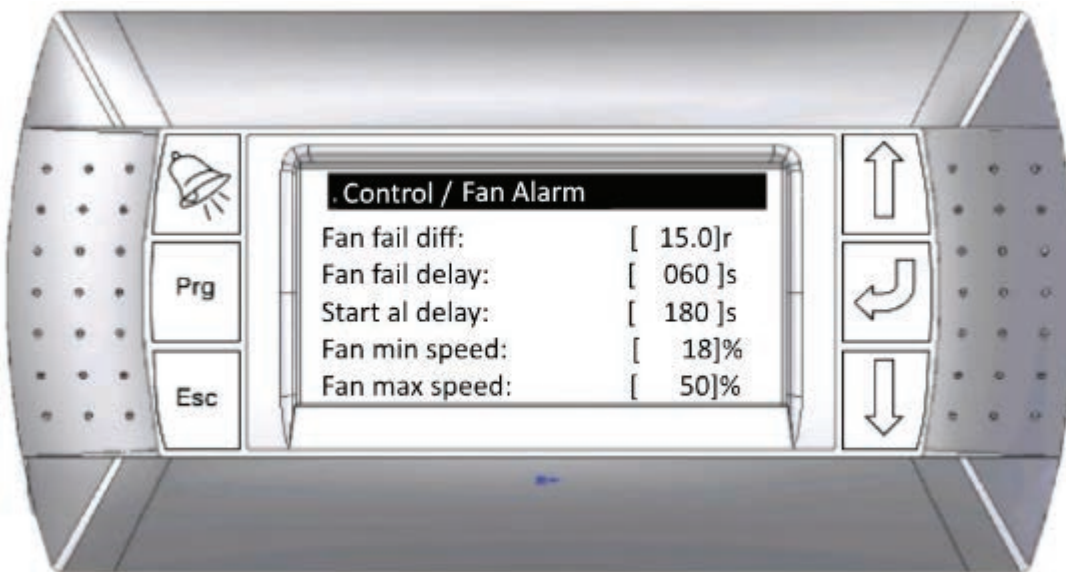 . Control / Fan Alarm
Fan fail diff: [ 15.0]r
Fan fail delay: [ 060 ]s
Start al delay: [ 180 ]s
Fan min speed: [ 18]%
Fan max speed: [ 50]%
Prg
Esc